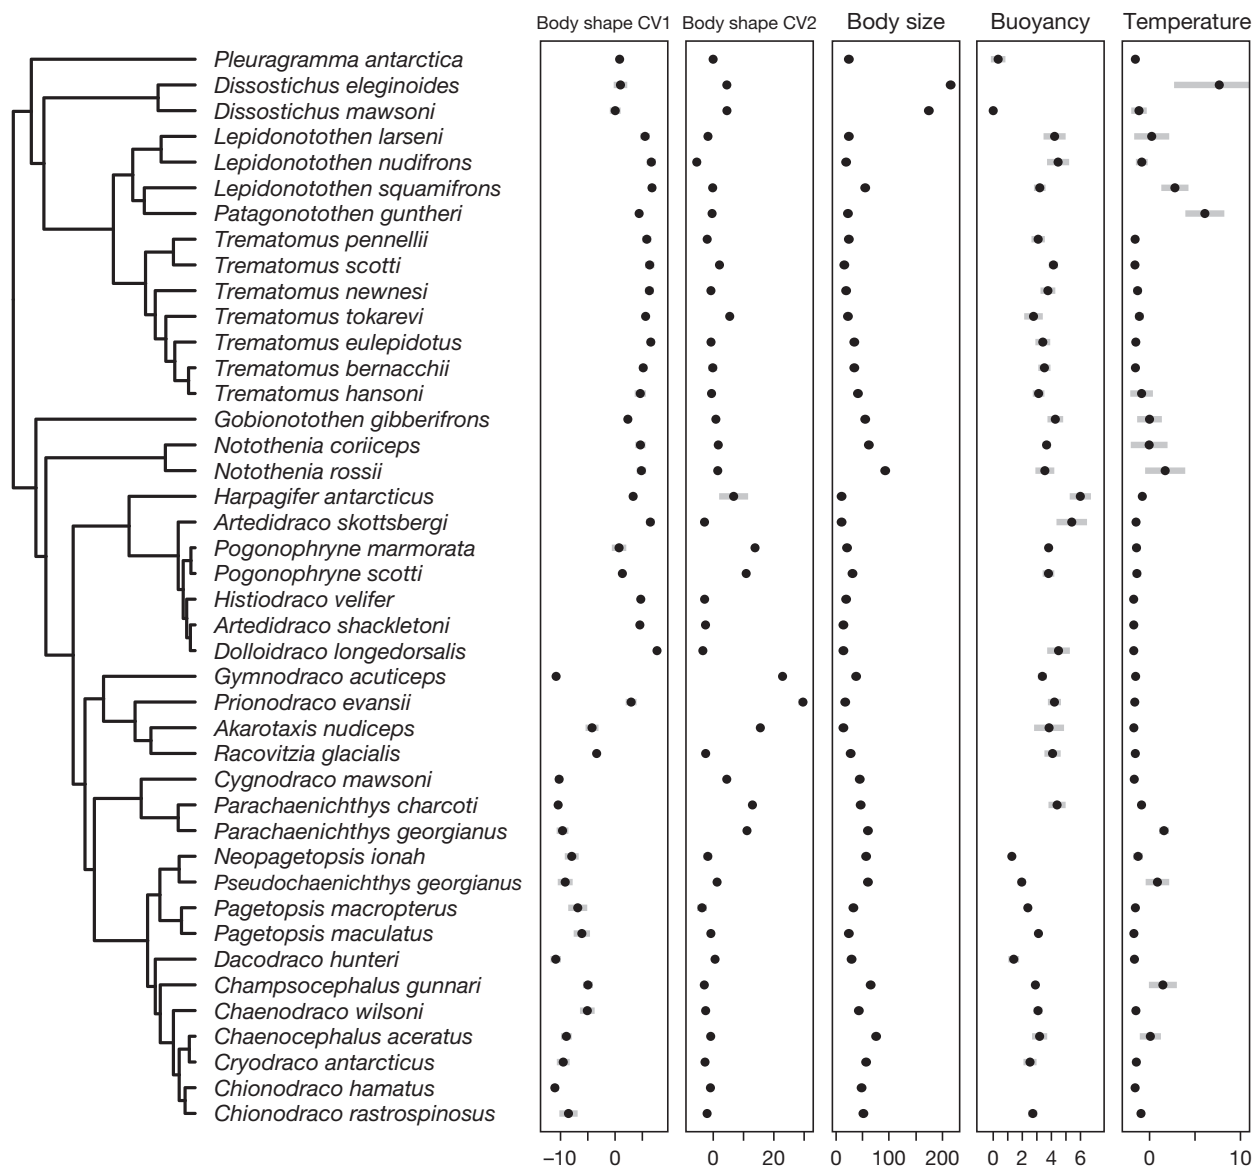 Body shape CV1 Body shape CV2 Body size Buoyancy Temperature
Pleuragramma antarctica
Dissostichus eleginoides
Dissostichus mawsoni
Lepidonotothen larseni
Lepidonotothen nudifrons
Lepidonotothen squamifrons
Patagonotothen guntheri
Trematomus pennellii
Trematomus scotti
Trematomus newnesi
Trematomus tokarevi
Trematomus eulepidotus
Trematomus bernacchii
Trematomus hansoni
Gobionotothen gibberifrons
Notothenia coriiceps
Notothenia rossii
Harpagifer antarcticus
Artedidraco skottsbergi
Pogonophryne marmorata
Pogonophryne scotti
Histiodraco velifer
Artedidraco shackletoni
Dolloidraco longedorsalis
Gymnodraco acuticeps
Prionodraco evansii
Akarotaxis nudiceps
Racovitzia glacialis
Cygnodraco mawsoni
Parachaenichthys charcoti
Parachaenichthys georgianus
Neopagetopsis ionah
Pseudochaenichthys georgianus
Pagetopsis macropterus
Pagetopsis maculatus
Dacodraco hunteri
Champsocephalus gunnari
Chaenodraco wilsoni
Chaenocephalus aceratus
Cryodraco antarcticus
Chionodraco hamatus
Chionodraco rastrospinosus
−10 0 0 20 0 100 200 0 2 4 6 0 10